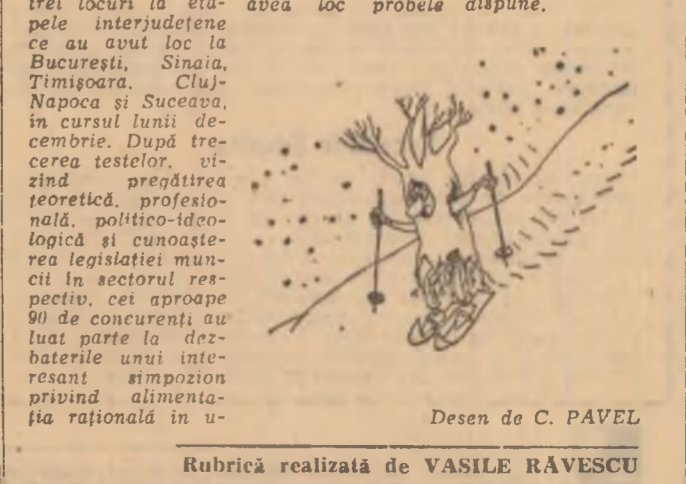 trei locuri la eta-
pele interjudețene
ce au avut loc la
București, Sinaia,
Timișoara, Cluj-
Napoca și Suceava,
în cursul lunii de-
cembrie. După tre-
cerea testelor, vi-
zînd pregătirea
teoretică, profesio-
nală, politico-ideo-
logică și cunoaște-
rea legislației mun-
cii în sectorul res-
pectiv, cei aproape
90 de concurenți au
luat parte la dez-
baterile unui inte-
resant simpozion
privind alimenta-
ția rațională în u-
avea loc probele dispune.
Desen de C. PAVEL
Rubrică realizată de VASILE RĂVESCU